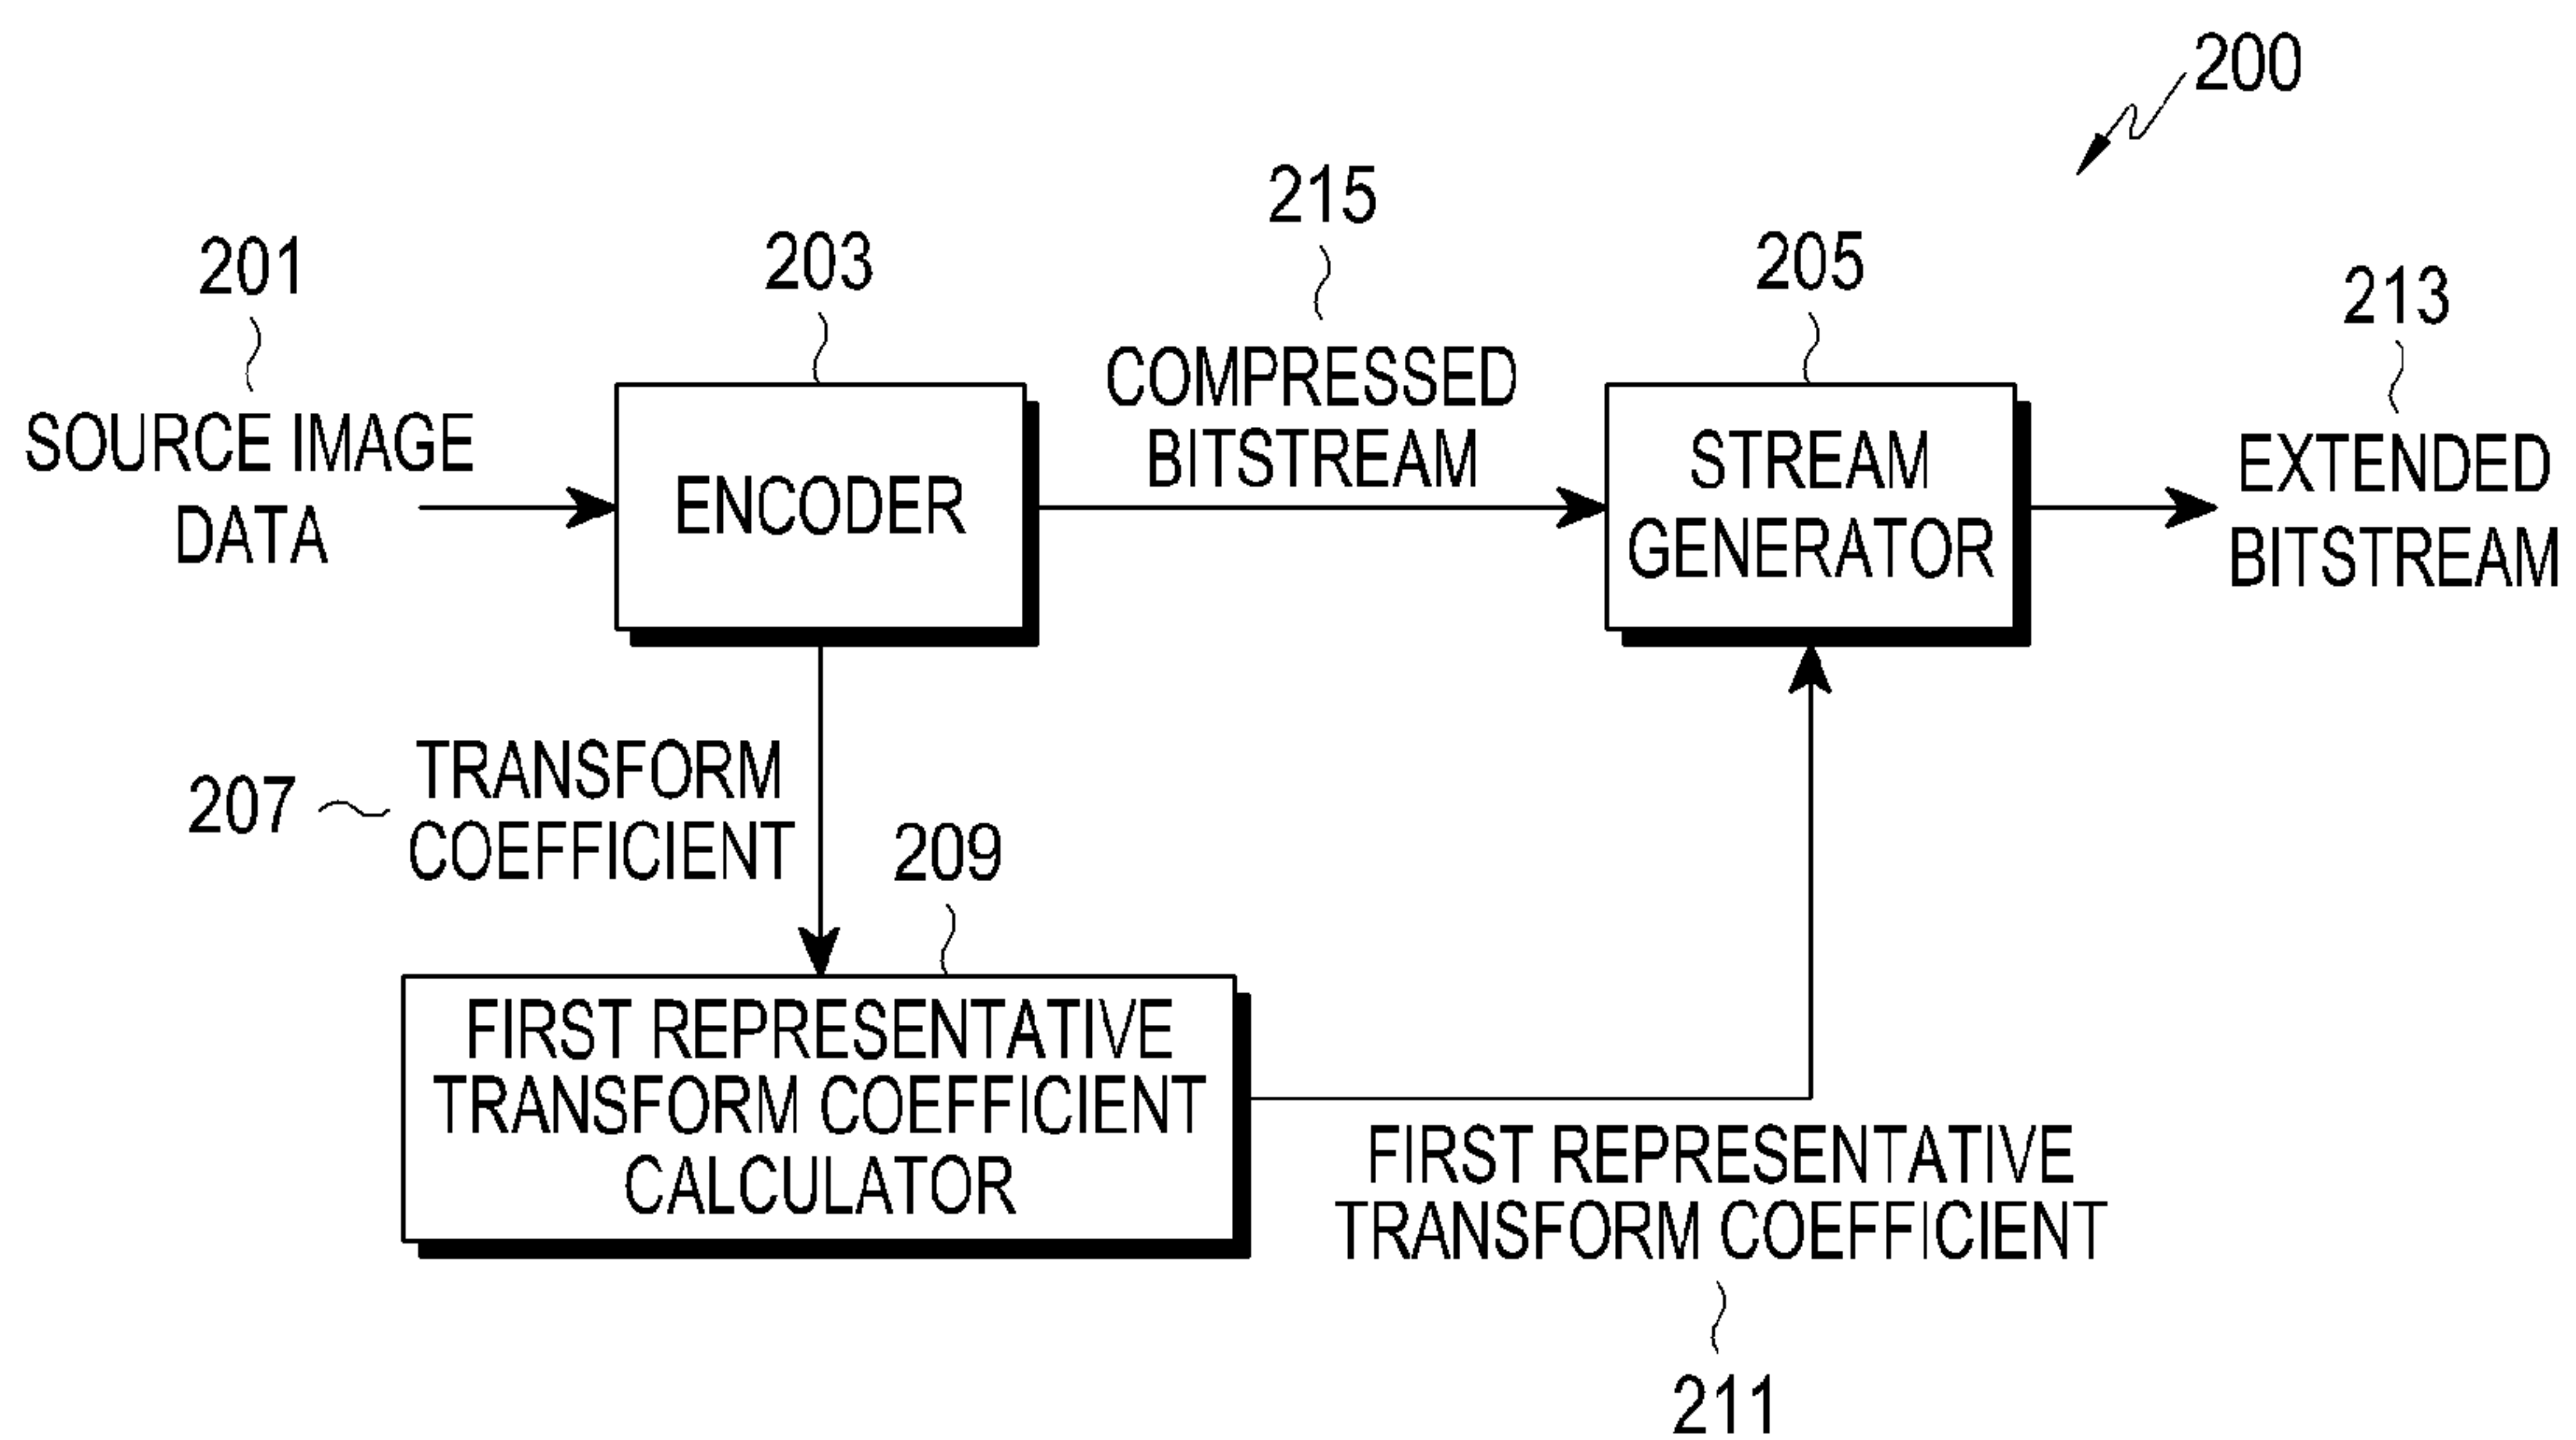 200
215
201
203
205
213
SOURCE IMAGE
DATA
ENCODER
COMPRESSED
BITSTREAM
STREAM
GENERATOR
EXTENDED
BITSTREAM
207
TRANSFORM
COEFFICIENT
209
FIRST REPRESENTATIVE
TRANSFORM COEFFICIENT
CALCULATOR
FIRST REPRESENTATIVE
TRANSFORM COEFFICIENT
211